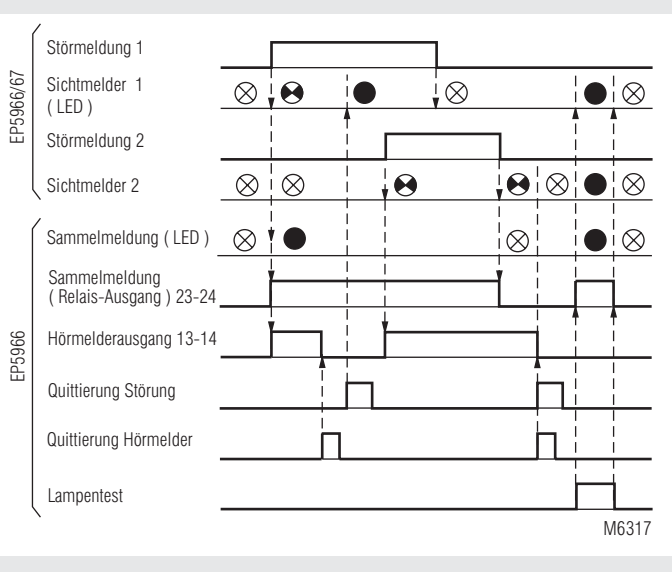 EP5966/67
Störmeldung 1
Sichtmelder 1
( LED )
Störmeldung 2
Sichtmelder 2
EP5966
Sammelmeldung ( LED )
Sammelmeldung
( Relais-Ausgang ) 23-24
Hörmelderausgang 13-14
Quittierung Störung
Quittierung Hörmelder
Lampentest
M6317